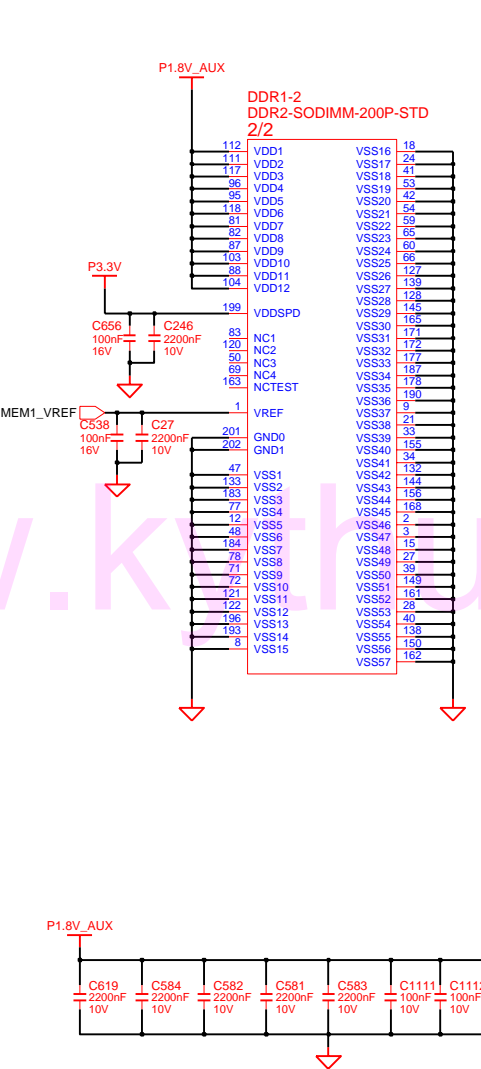 P1.8V_AUX
DDR1-2
DDR2-SODIMM-200P-STD
2/2
112 VDD1 VSS16 18
111 VDD2 VSS17 24
117 VDD3 VSS18 41
96 VDD4 VSS19 53
95 VDD5 VSS20 42
118 VDD6 VSS21 54
81 VDD7 VSS22 59
82 VDD8 VSS23 65
87 VDD9 VSS24 60
103 VDD10 VSS25 66
88 VDD11 VSS26 127
104 VDD12 VSS27 139
VSS28 128
P3.3V
199 VDDSPD VSS29 145
VSS30 165
C656 C246 83 NC1 VSS31 171
100nF 2200nF 120 NC2 VSS32 172
16V 10V 50 NC3 VSS33 177
69 NC4 VSS34 187
163 NCTEST VSS35 178
VSS36 190
MEM1_VREF 1 VREF VSS37 9
VSS38 21
C538 C27 201 GND0 VSS39 33
100nF 2200nF 202 GND1 VSS40 155
16V 10V VSS41 34
47 VSS1 VSS42 132
133 VSS2 VSS43 144
183 VSS3 VSS44 156
77 VSS4 VSS45 168
12 VSS5 VSS46 2
48 VSS6 VSS47 3
184 VSS7 VSS48 15
78 VSS8 VSS49 27
71 VSS9 VSS50 39
72 VSS10 VSS51 149
121 VSS11 VSS52 161
122 VSS12 VSS53 28
196 VSS13 VSS54 40
193 VSS14 VSS55 138
8 VSS15 VSS56 150
VSS57 162
.kythu
P1.8V_AUX
C619 C584 C582 C581 C583 C1111 C1112
2200nF 2200nF 2200nF 2200nF 2200nF 100nF 100nF
10V 10V 10V 10V 10V 10V 10V